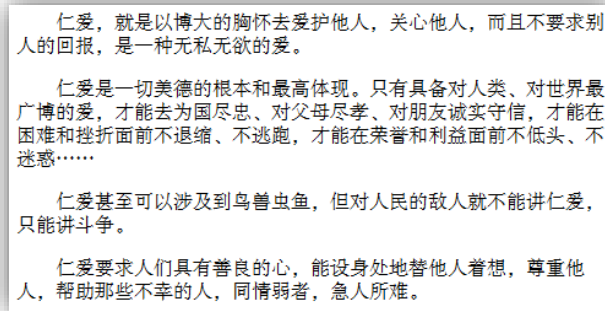 仁爱，就是以博大的胸怀去爱护他人，关心他人，而且不要求别
人的回报，是一种无私无欲的爱。
仁爱是一切美德的根本和最高体现。只有具备对人类、对世界最
广博的爱，才能去为国尽忠、对父母尽孝、对朋友诚实守信，才能在
困难和挫折面前不退缩、不逃跑，才能在荣誉和利益面前不低头、不
迷惑……
仁爱甚至可以涉及到鸟兽虫鱼，但对人民的敌人就不能讲仁爱，
只能讲斗争。
仁爱要求人们具有善良的心，能设身处地替他人着想，尊重他
人，帮助那些不幸的人，同情弱者，急人所难。